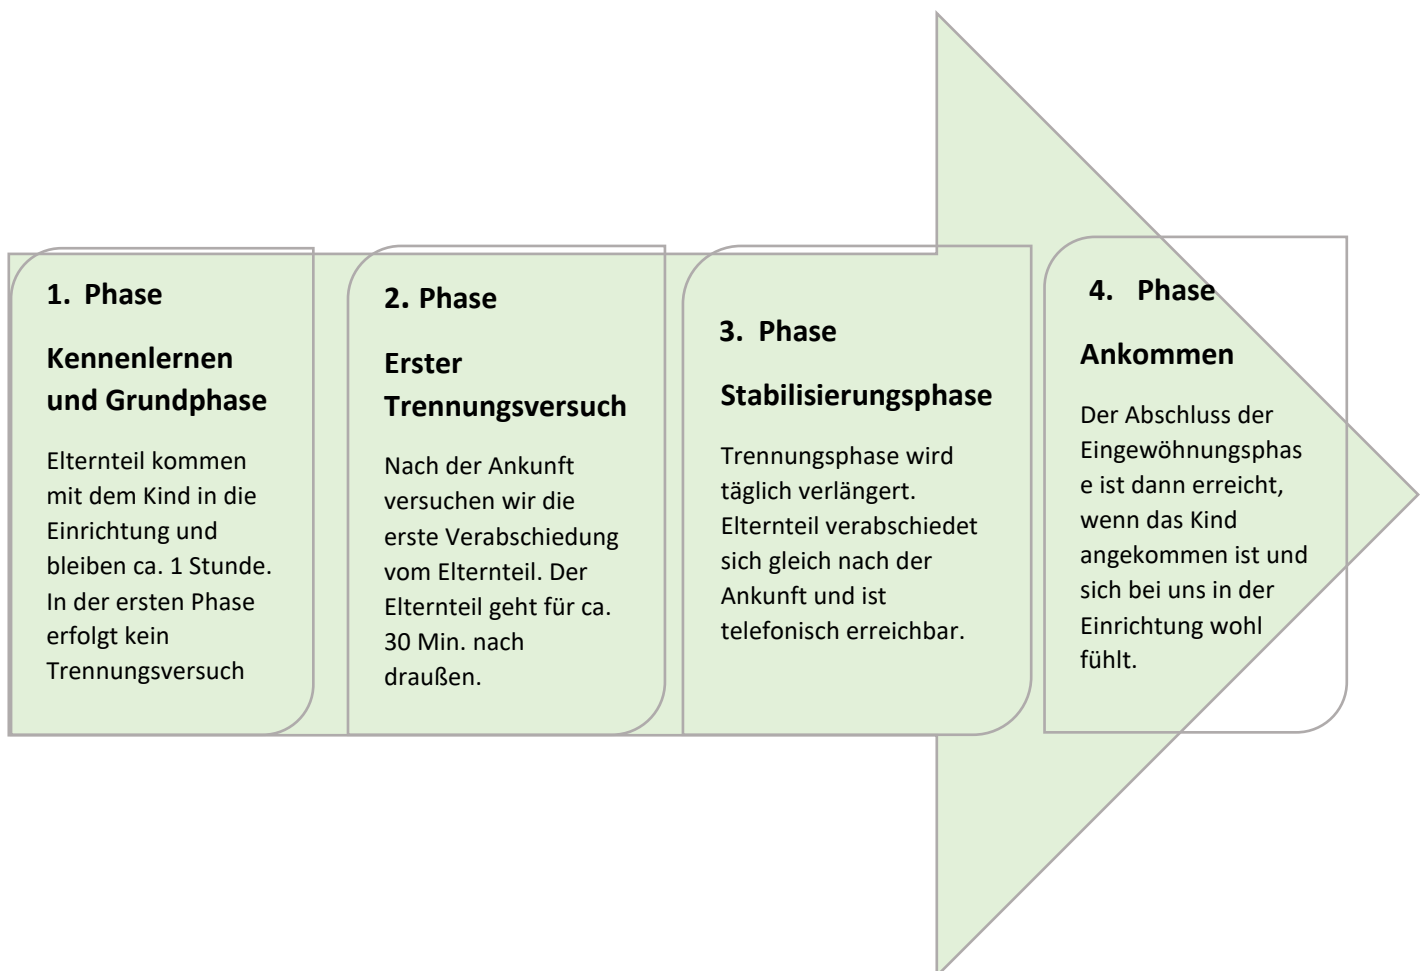 1. Phase
Kennenlernen
und Grundphase
Elternteil kommen
mit dem Kind in die
Einrichtung und
bleiben ca. 1 Stunde.
In der ersten Phase
erfolgt kein
Trennungsversuch
2. Phase
Erster
Trennungsversuch
Nach der Ankunft
versuchen wir die
erste Verabschiedung
vom Elternteil. Der
Elternteil geht für ca.
30 Min. nach
draußen.
3. Phase
Stabilisierungsphase
Trennungsphase wird
täglich verlängert.
Elternteil verabschiedet
sich gleich nach der
Ankunft und ist
telefonisch erreichbar.
4. Phase
Ankommen
Der Abschluss der
Eingewöhnungsphas
e ist dann erreicht,
wenn das Kind
angekommen ist und
sich bei uns in der
Einrichtung wohl
fühlt.